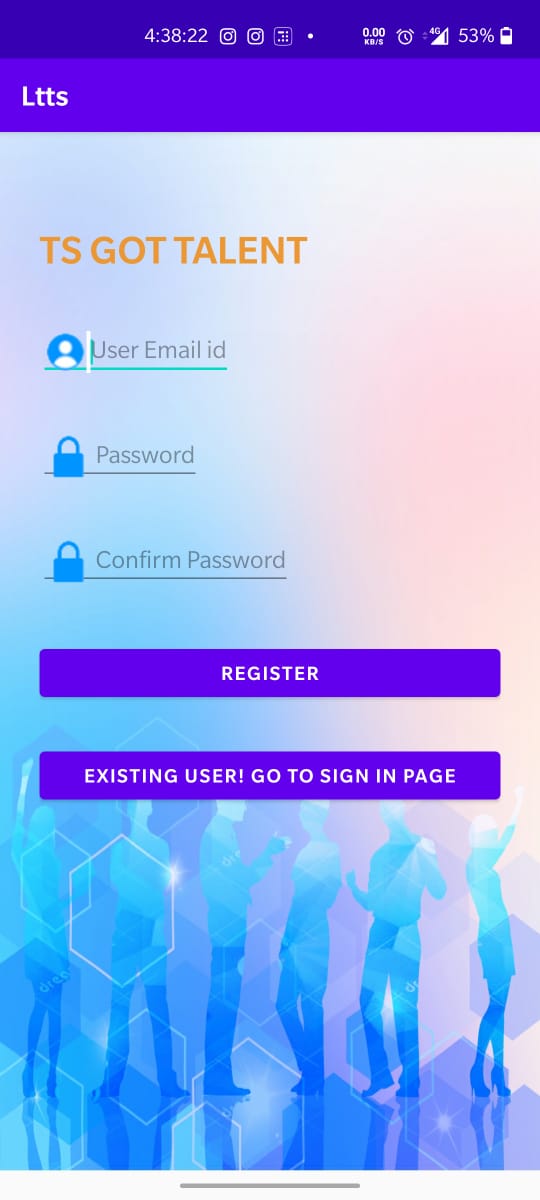 4:38:22 0.00 KB/S 4G 53%
Ltts
TS GOT TALENT
User Email id
Password
Confirm Password
REGISTER
EXISTING USER! GO TO SIGN IN PAGE